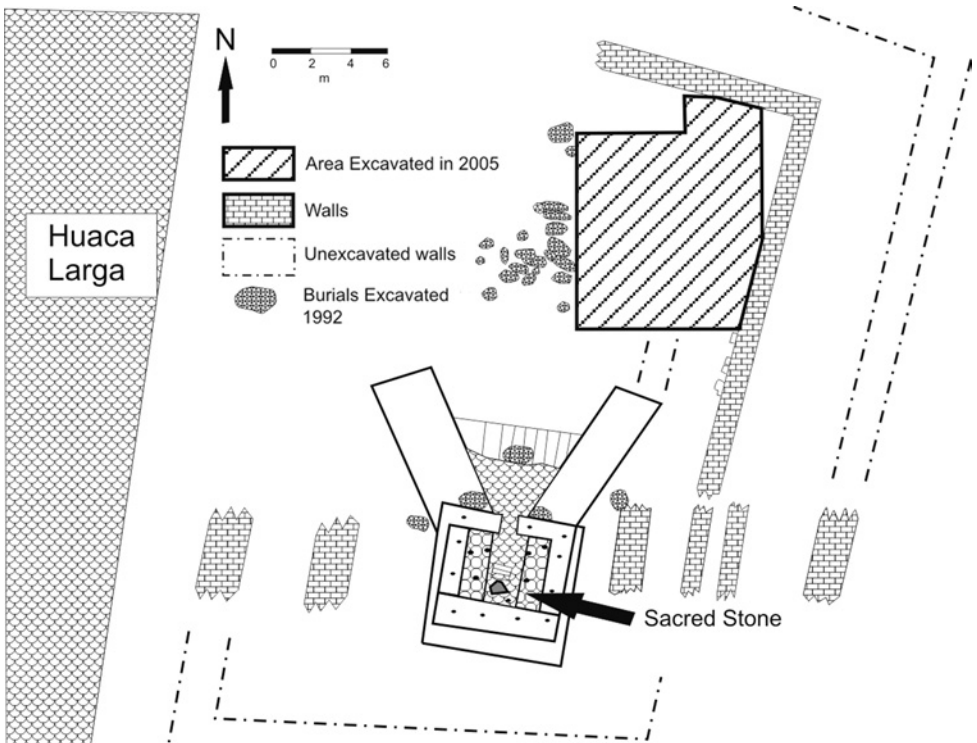 N
0 2 4 6
m
Area Excavated in 2005
Walls
Unexcavated walls
Burials Excavated
1992
Huaca
Larga
Sacred Stone